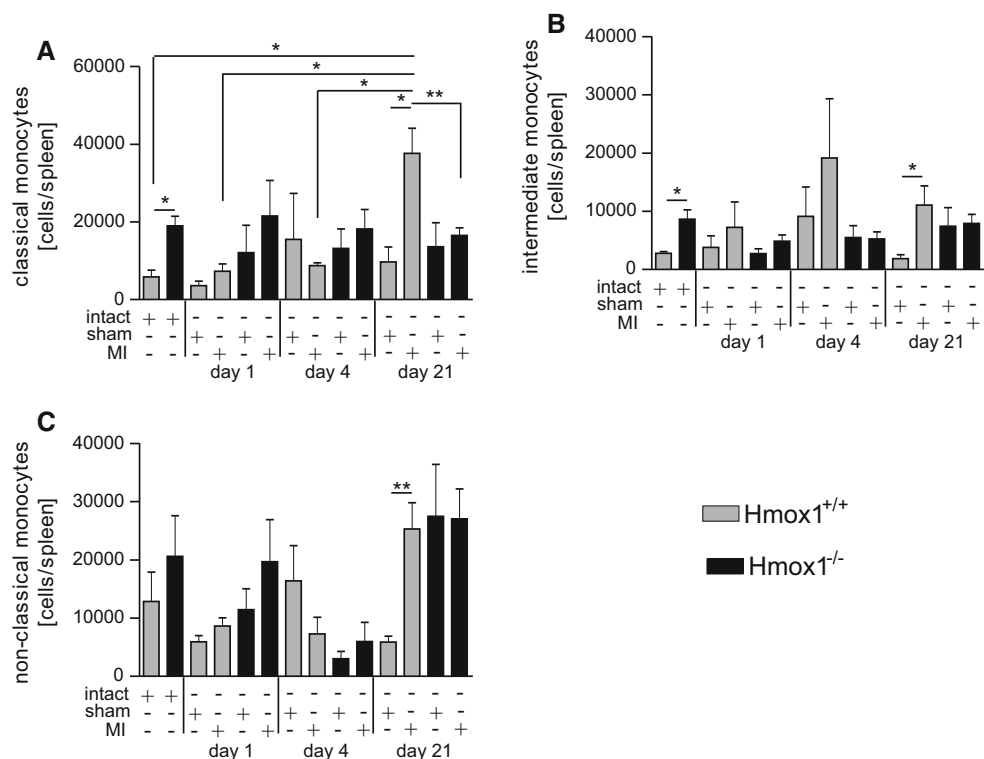 A
classical monocytes
[cells/spleen]
60000
40000
20000
0
*
*
*
* **
*
intact + + - - - - - - - - - - - -
sham - - + - + - + - + - + - + -
MI - - - + - + - + - + - + - +
day 1 day 4 day 21
B
intermediate monocytes
[cells/spleen]
40000
30000
20000
10000
0
* *
intact + + - - - - - - - - - - - -
sham - - + - + - + - + - + - + -
MI - - - + - + - + - + - + - +
day 1 day 4 day 21
C
non-classical monocytes
[cells/spleen]
40000
30000
20000
10000
0
**
intact + + - - - - - - - - - - - -
sham - - + - + - + - + - + - + -
MI - - - + - + - + - + - + - +
day 1 day 4 day 21
Hmox1+/+
Hmox1-/-